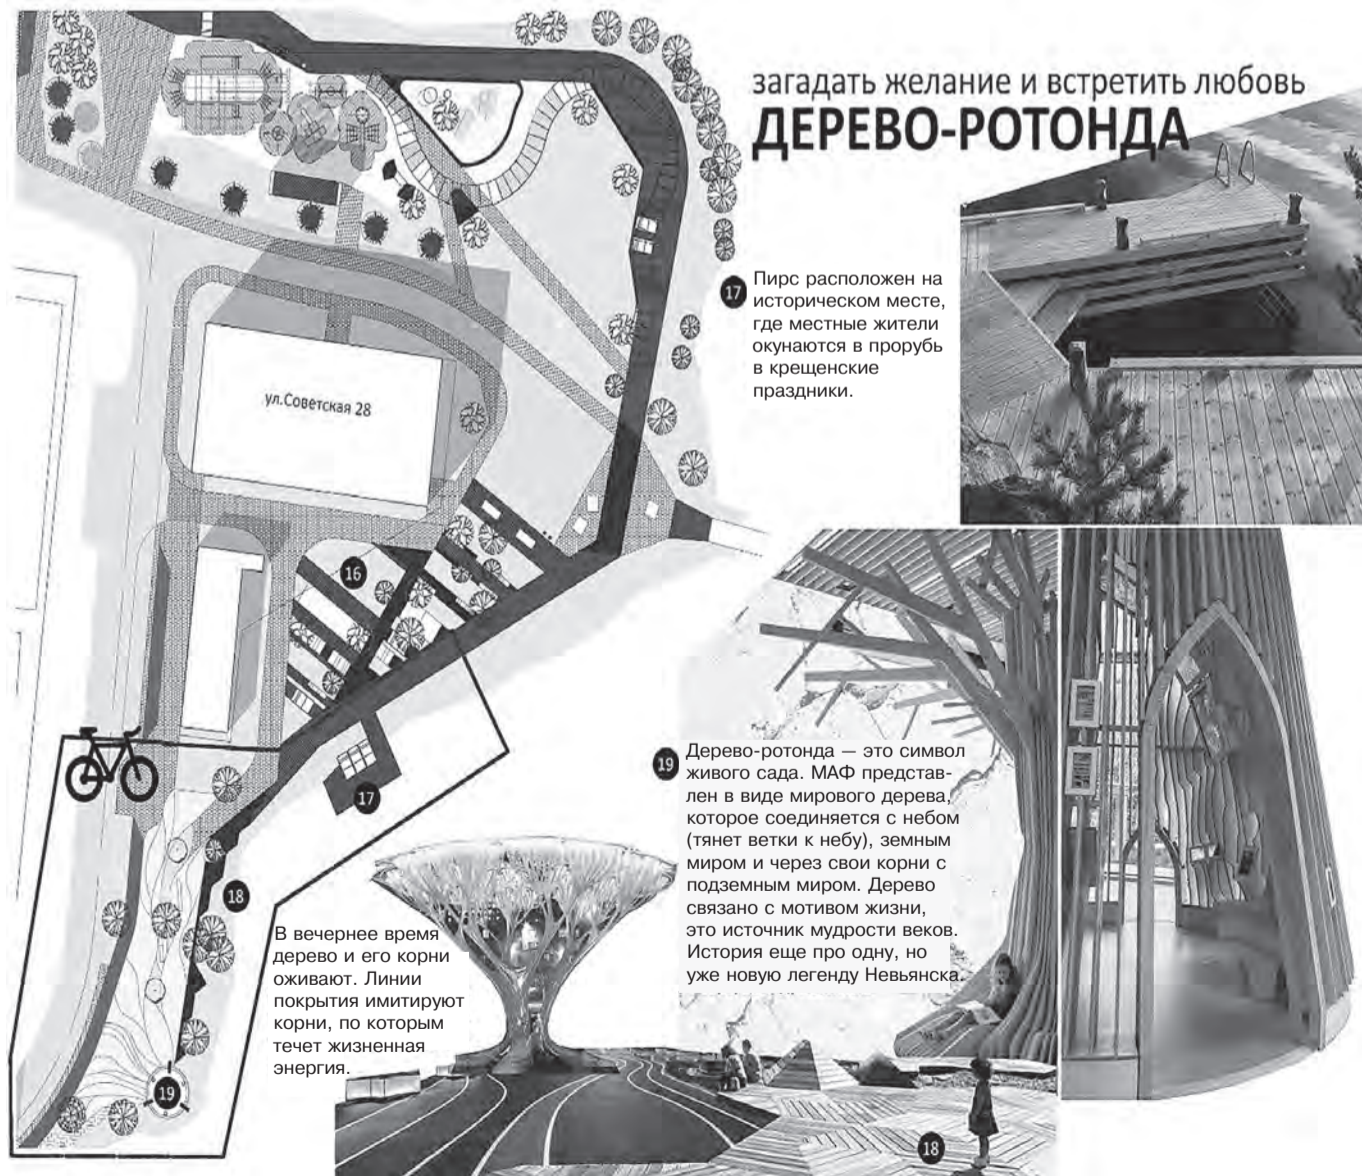 загадать желание и встретить любовь
ДЕРЕВО-РОТОНДА
17
Пирс расположен на
историческом месте,
где местные жители
окунаются в прорубь
в крещенские
праздники.
ул.Советская 28
16
17
18
19
19
Дерево-ротонда — это символ
живого сада. МАФ представ-
лен в виде мирового дерева,
которое соединяется с небом
(тянет ветки к небу), земным
миром и через свои корни с
подземным миром. Дерево
связано с мотивом жизни,
это источник мудрости веков.
История еще про одну, но
уже новую легенду Невьянска.
В вечернее время
дерево и его корни
оживают. Линии
покрытия имитируют
корни, по которым
течет жизненная
энергия.
18